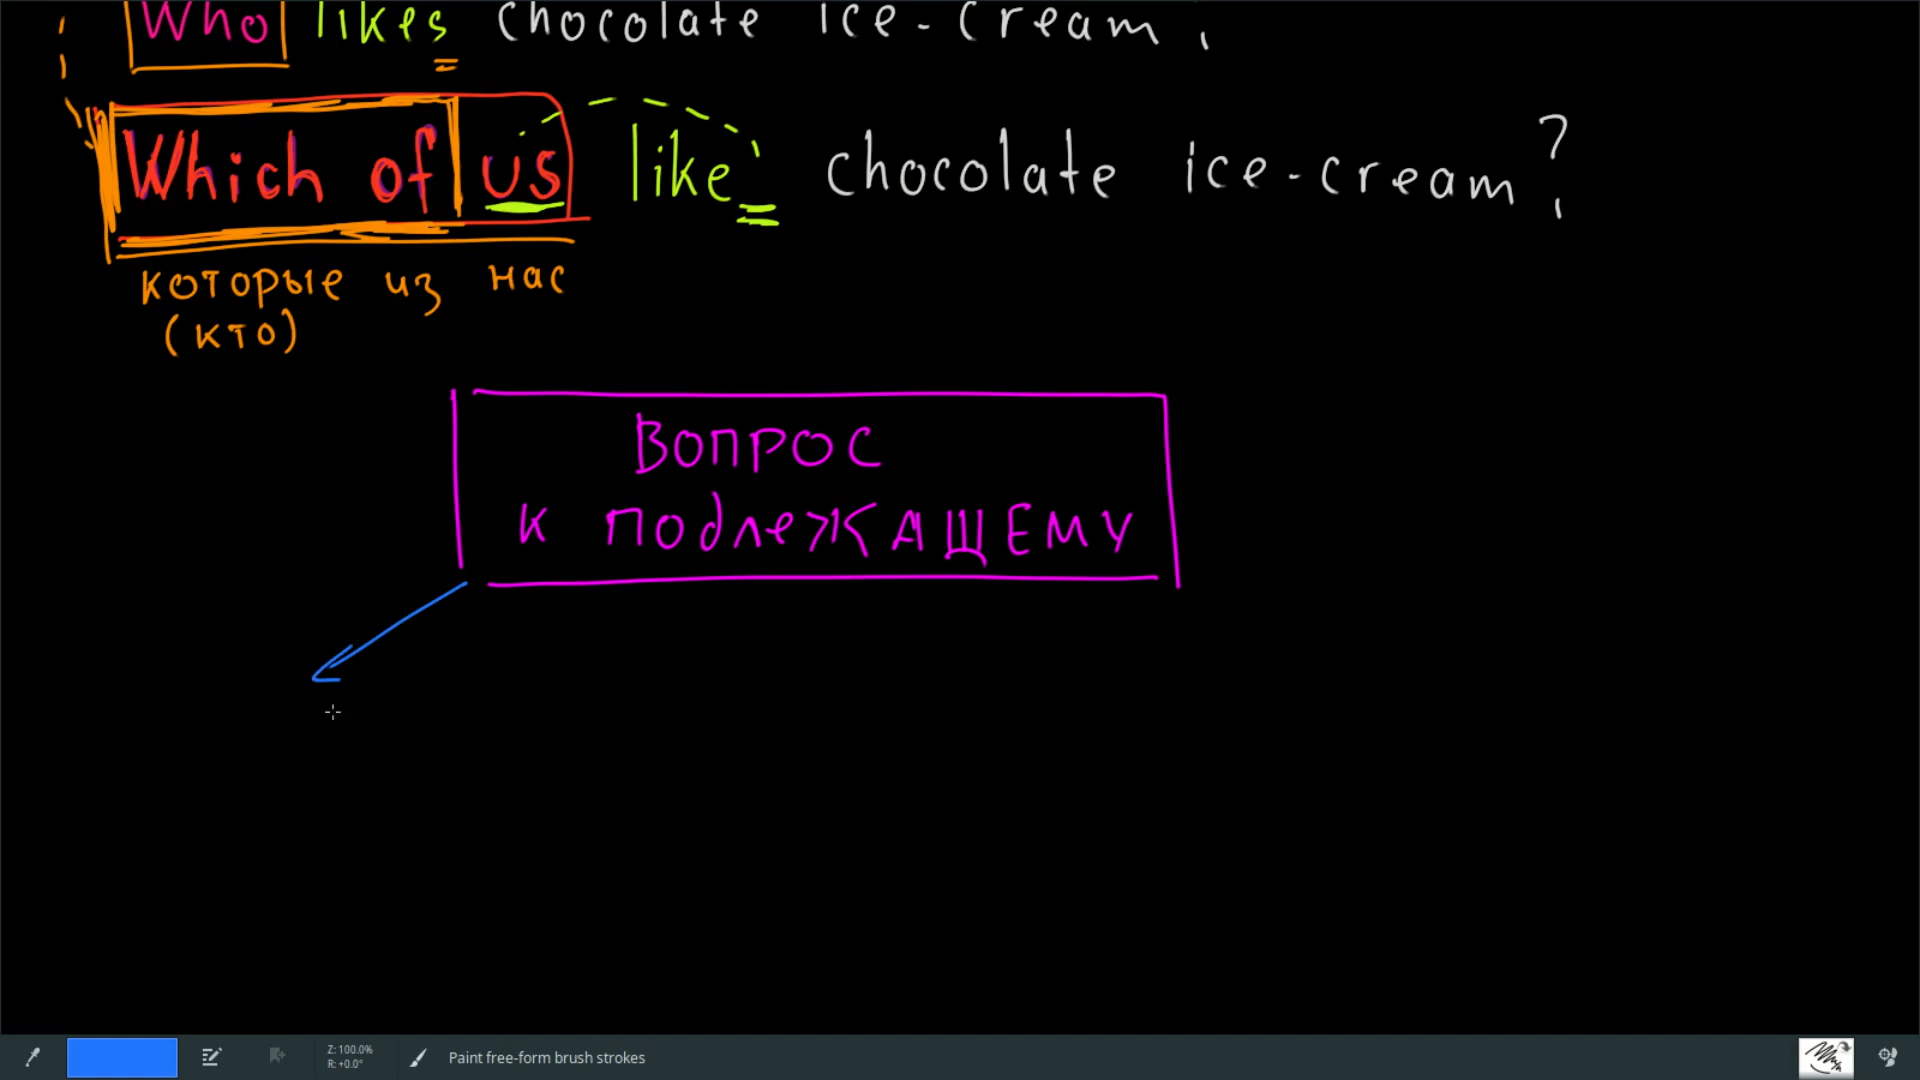 Who likes chocolate ice-cream?
Which of us like chocolate ice-cream?
которые из нас
(кто)
Вопрос
к подлежАЩЕМУ
Z: 100.0%
R: +0.0°
Paint free-form brush strokes